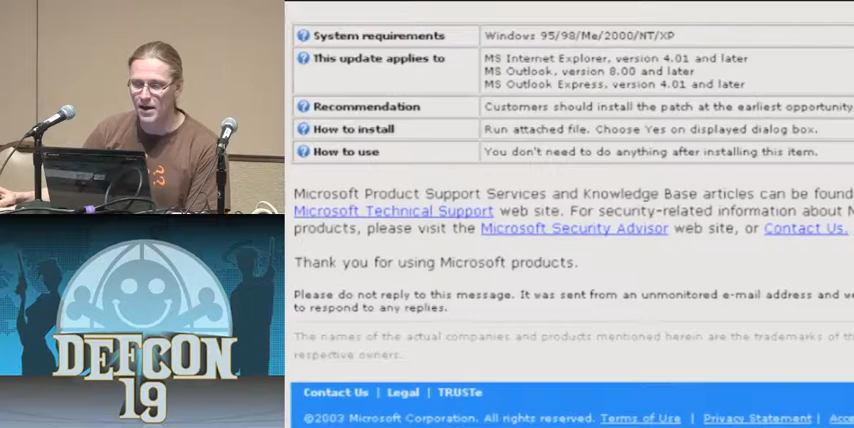 System requirements Windows 95/98/Me/2000/NT/XP
This update applies to MS Internet Explorer, version 4.01 and later
MS Outlook, version 8.00 and later
MS Outlook Express, version 4.01 and later
Recommendation Customers should install the patch at the earliest opportunity
How to install Run attached file. Choose Yes on displayed dialog box.
How to use You don't need to do anything after installing this item.
Microsoft Product Support Services and Knowledge Base articles can be found
Microsoft Technical Support web site. For security-related information about
products, please visit the Microsoft Security Advisor web site, or Contact Us.
Thank you for using Microsoft products.
Please do not reply to this message. It was sent from an unmonitored e-mail address and
to respond to any replies.
The names of the actual companies and products mentioned herein are the trademarks of
respective owners.
Contact Us | Legal | TRUSTe
©2003 Microsoft Corporation. All rights reserved. Terms of Use | Privacy Statement |
DEFCON
19